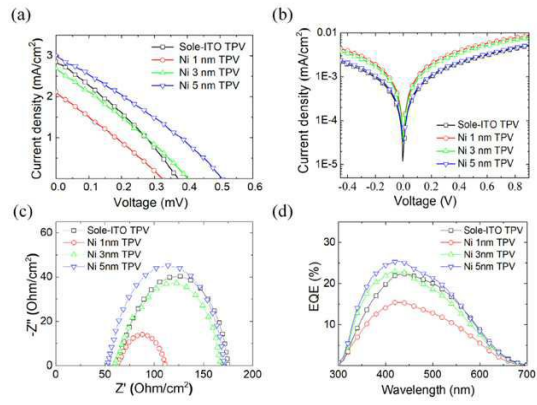 (a)
Sole-ITO TPV
Ni 1 nm TPV
Ni 3 nm TPV
Ni 5 nm TPV
Current density (mA/cm²)
3
2
1
0.0 0.1 0.2 0.3 0.4 0.5 0.6
Voltage (mV)
(b)
Current density (mA/cm²)
0.01
1E-3
1E-4
1E-5
Sole-ITO TPV
Ni 1 nm TPV
Ni 3 nm TPV
Ni 5 nm TPV
-0.4 -0.2 0.0 0.2 0.4 0.6 0.8
Voltage (V)
(c)
Sole-ITO TPV
Ni 1nm TPV
Ni 3nm TPV
Ni 5nm TPV
-Z" (Ohm/cm²)
60
40
20
0
0 50 100 150 200
Z' (Ohm/cm²)
(d)
Sole-ITO TPV
Ni 1nm TPV
Ni 3nm TPV
Ni 5nm TPV
EQE (%)
30
20
10
0
300 400 500 600 700
Wavelength (nm)